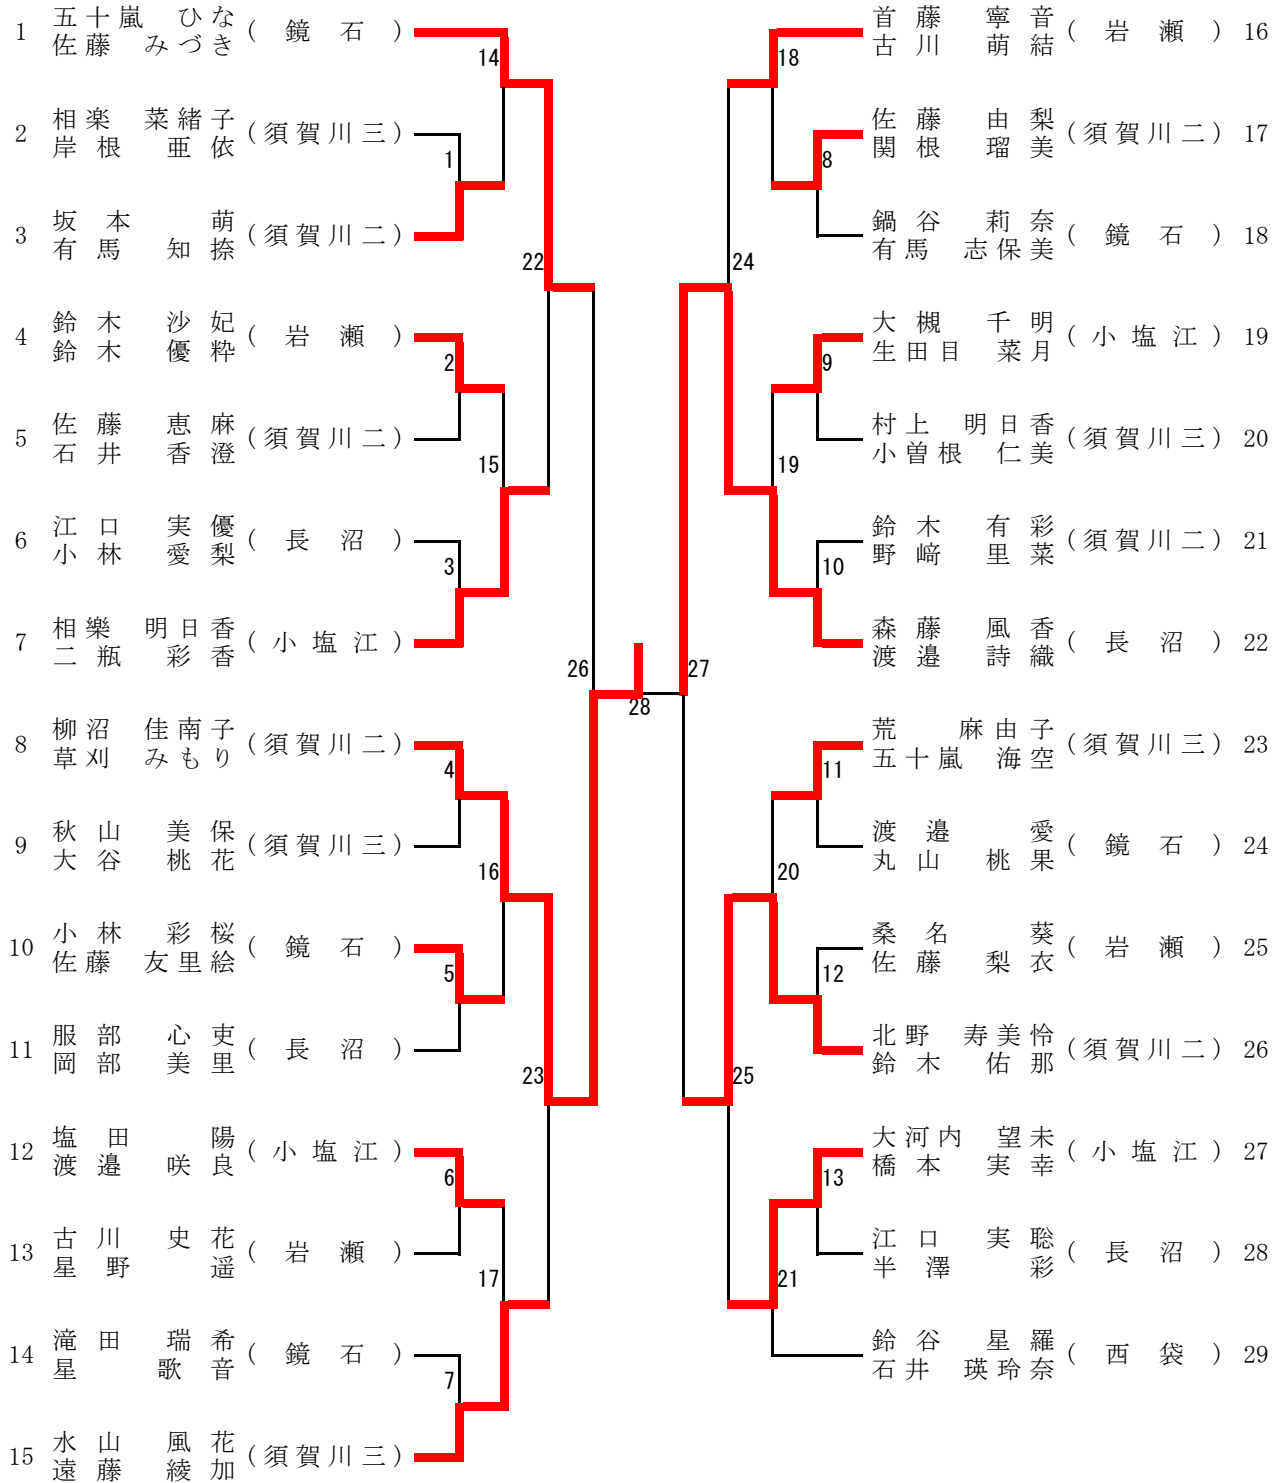 1 五十嵐 ひな (鏡石)
佐藤 みづき
2 相楽 菜緒子 (須賀川三)
岸根 亜依
3 坂本 萌 (須賀川二)
有馬 知捺
4 鈴木 沙妃 (岩瀬)
鈴木 優粋
5 佐藤 恵麻 (須賀川二)
石井 香澄
6 江口 実優 (長沼)
小林 愛梨
7 相樂 明日香 (小塩江)
二瓶 彩香
8 柳沼 佳南子 (須賀川二)
草刈 みもり
9 秋山 美保 (須賀川三)
大谷 桃花
10 小林 彩桜 (鏡石)
佐藤 友里絵
11 服部 心吏 (長沼)
岡部 美里
12 塩田 陽 (小塩江)
渡邉 咲良
13 古川 史花 (岩瀬)
星野 遥
14 滝田 瑞希 (鏡石)
星 歌音
15 水山 風花 (須賀川三)
遠藤 綾加
14
1
22
2
15
3
26
4
16
5
23
6
17
7
28
18
8
24
9
19
10
27
11
20
12
25
13
21
首藤 寧音 (岩瀬) 16
古川 萌結
佐藤 由梨 (須賀川二) 17
関根 瑠美
鍋谷 莉奈 (鏡石) 18
有馬 志保美
大槻 千明 (小塩江) 19
生田目 菜月
村上 明日香 (須賀川三) 20
小曽根 仁美
鈴木 有彩 (須賀川二) 21
野﨑 里菜
森藤 風香 (長沼) 22
渡邉 詩織
荒 麻由子 (須賀川三) 23
五十嵐 海空
渡邉 愛 (鏡石) 24
丸山 桃果
桑名 葵 (岩瀬) 25
佐藤 梨衣
北野 寿美怜 (須賀川二) 26
鈴木 佑那
大河内 望未 (小塩江) 27
橋本 実幸
江口 実聡 (長沼) 28
半澤 彩
鈴谷 星羅 (西袋) 29
石井 瑛玲奈